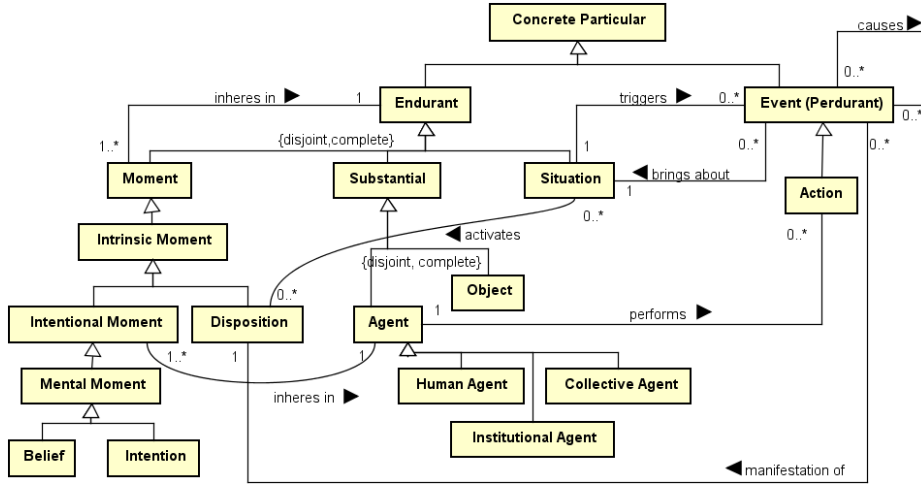 Concrete Particular
causes ►
0..*
inheres in ►
1
Endurant
triggers ►
0..*
Event (Perdurant)
0..*
1..*
{disjoint,complete}
1
0..*
0..*
Moment
Substantial
Situation
◄ brings about
1
Action
0..*
0..*
Intrinsic Moment
◄ activates
{disjoint, complete}
0..*
Object
Intentional Moment
Disposition
Agent
1
performs ►
1..*
1
1
Mental Moment
Human Agent
Collective Agent
inheres in ►
Belief
Intention
Institutional Agent
◄ manifestation of